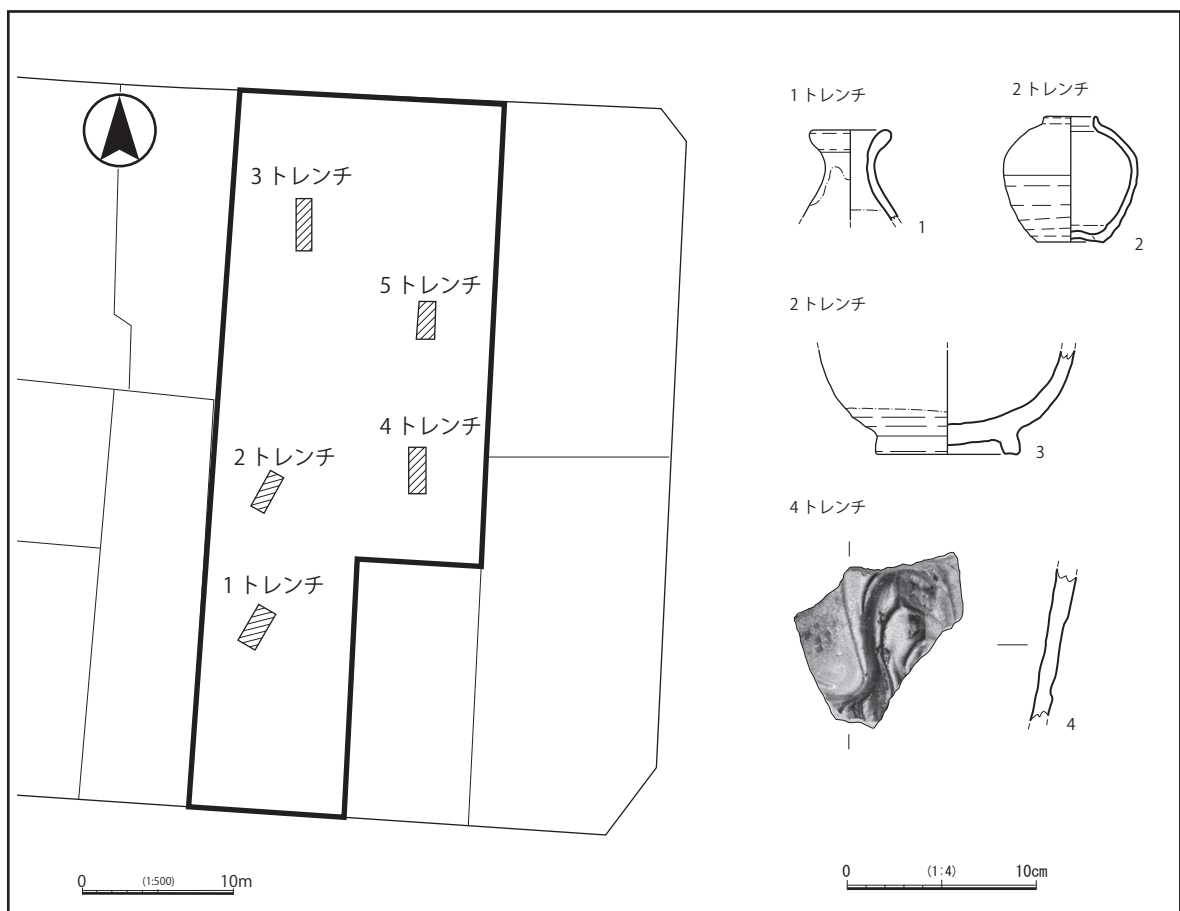 3 トレンチ
5 トレンチ
4 トレンチ
2 トレンチ
1 トレンチ
0 (1:500) 10m
1 トレンチ
1
2 トレンチ
2
2 トレンチ
3
4 トレンチ
4
0 (1:4) 10cm